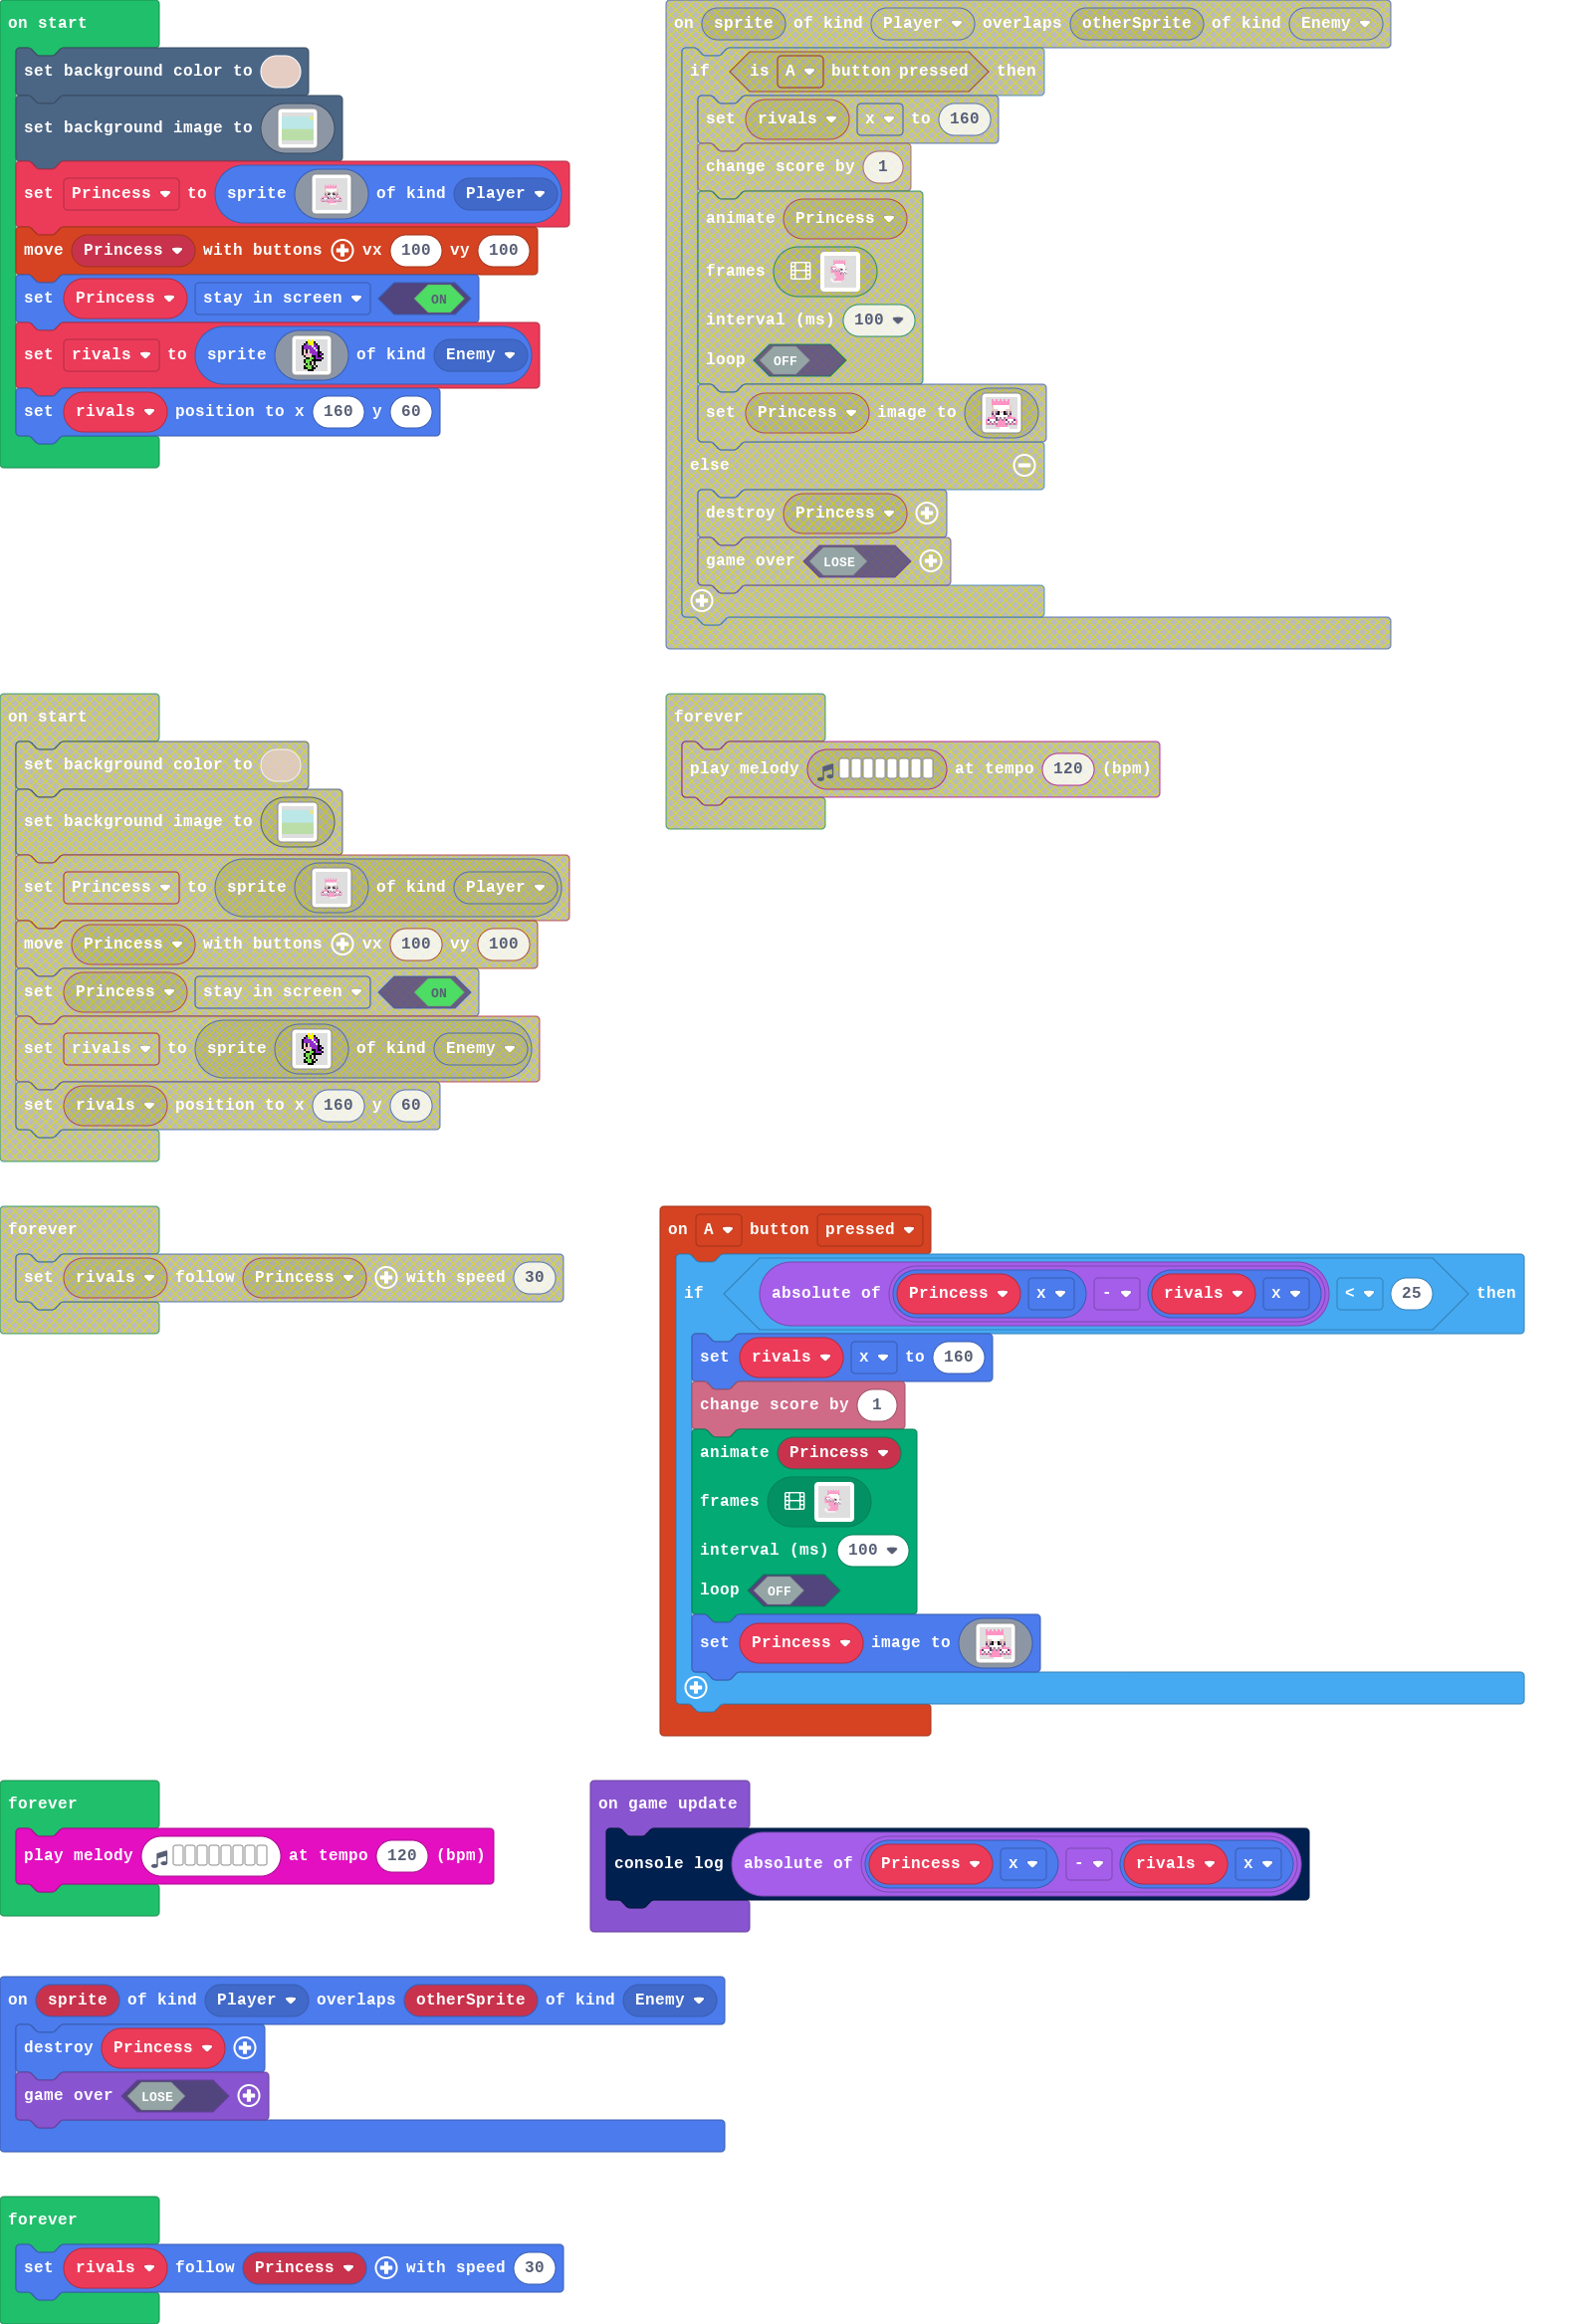 on start
set background color to
set background image to
set Princess to sprite of kind Player
move Princess with buttons vx 100 vy 100
set Princess stay in screen ON
set rivals to sprite of kind Enemy
set rivals position to x 160 y 60
on sprite of kind Player overlaps otherSprite of kind Enemy
if is A button pressed then
set rivals x to 160
change score by 1
animate Princess
frames
interval (ms) 100
loop OFF
set Princess image to
else
destroy Princess
game over LOSE
on start
set background color to
set background image to
set Princess to sprite of kind Player
move Princess with buttons vx 100 vy 100
set Princess stay in screen ON
set rivals to sprite of kind Enemy
set rivals position to x 160 y 60
forever
play melody at tempo 120 (bpm)
forever
set rivals follow Princess with speed 30
on A button pressed
if absolute of Princess x - rivals x < 25 then
set rivals x to 160
change score by 1
animate Princess
frames
interval (ms) 100
loop OFF
set Princess image to
forever
play melody at tempo 120 (bpm)
on game update
console log absolute of Princess x - rivals x
on sprite of kind Player overlaps otherSprite of kind Enemy
destroy Princess
game over LOSE
forever
set rivals follow Princess with speed 30